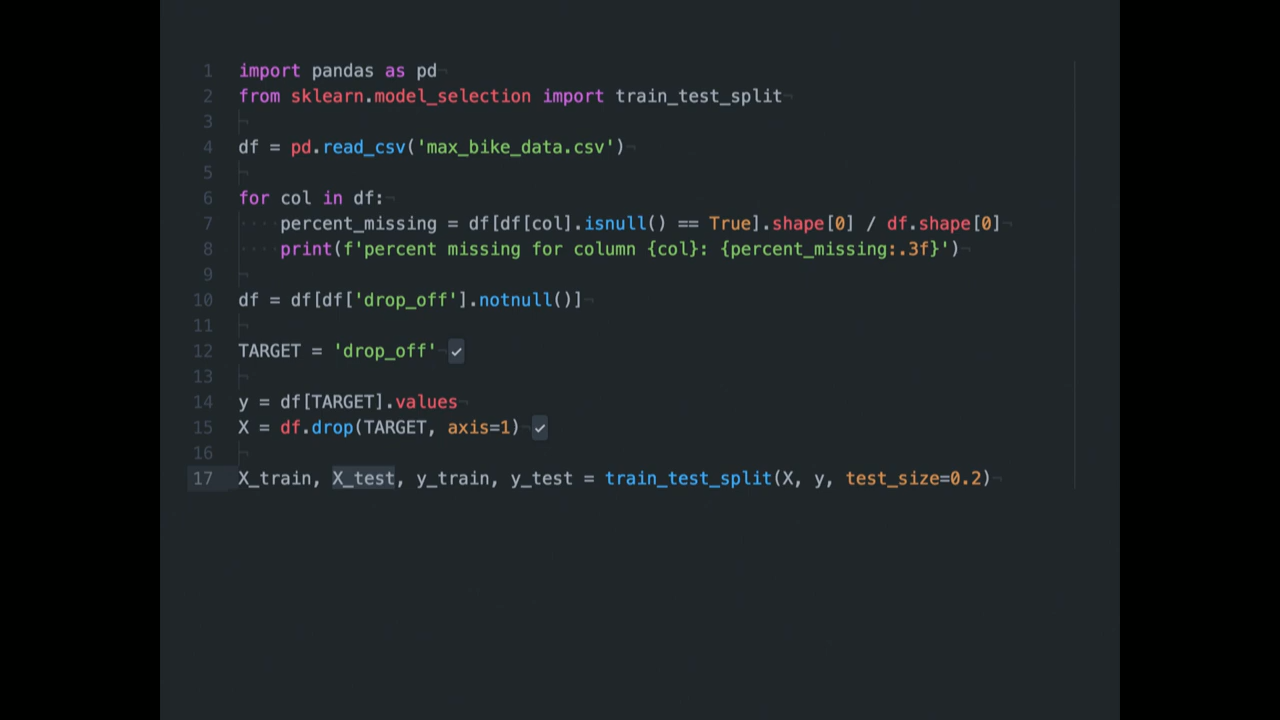 1 import pandas as pd
2 from sklearn.model_selection import train_test_split
3
4 df = pd.read_csv('max_bike_data.csv')
5
6 for col in df:
7     percent_missing = df[df[col].isnull() == True].shape[0] / df.shape[0]
8     print(f'percent missing for column {col}: {percent_missing:.3f}')
9
10 df = df[df['drop_off'].notnull()]
11
12 TARGET = 'drop_off'
13
14 y = df[TARGET].values
15 X = df.drop(TARGET, axis=1)
16
17 X_train, X_test, y_train, y_test = train_test_split(X, y, test_size=0.2)